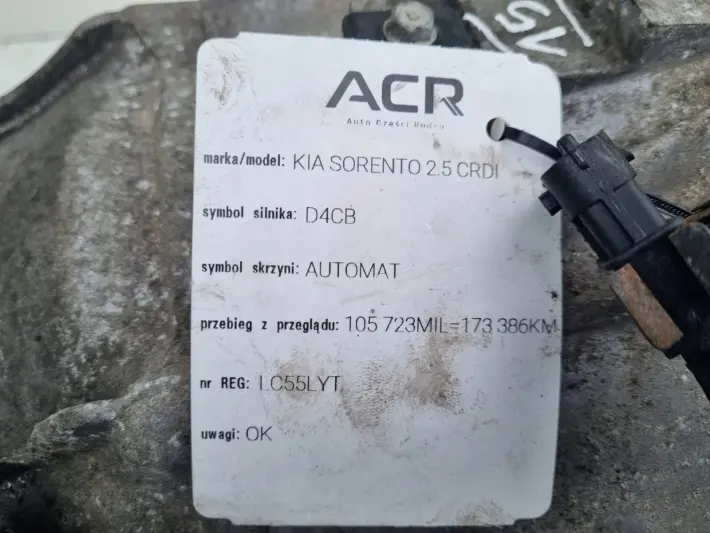 ACR
Auto Części Radom
marka/model: KIA SORENTO 2.5 CRDI
symbol silnika: D4CB
symbol skrzyni: AUTOMAT
przebieg z przeglądu: 105 723MIL=173 386KM
nr REG: LC55LYT
uwagi: OK